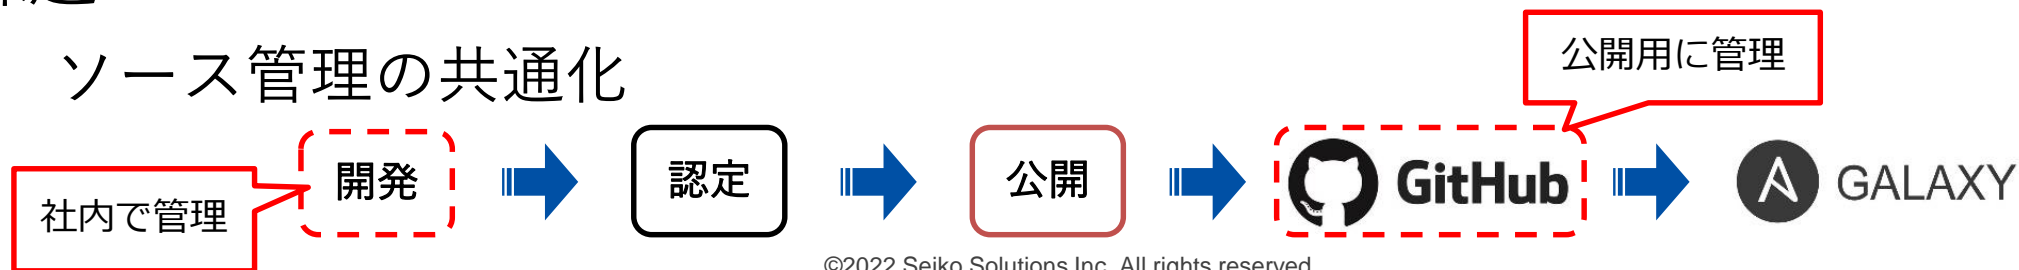 ソース管理の共通化
公開用に管理
社内で管理
開発
認定
公開
GitHub
A GALAXY
©2022 Seiko Solutions Inc. All rights reserved